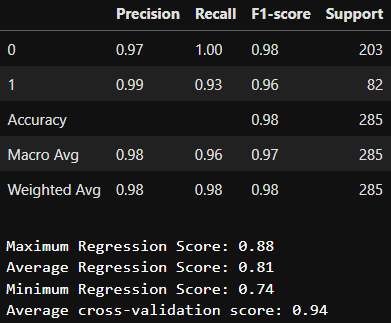 Precision Recall F1-score Support
0 0.97 1.00 0.98 203
1 0.99 0.93 0.96 82
Accuracy 0.98 285
Macro Avg 0.98 0.96 0.97 285
Weighted Avg 0.98 0.98 0.98 285
Maximum Regression Score: 0.88
Average Regression Score: 0.81
Minimum Regression Score: 0.74
Average cross-validation score: 0.94